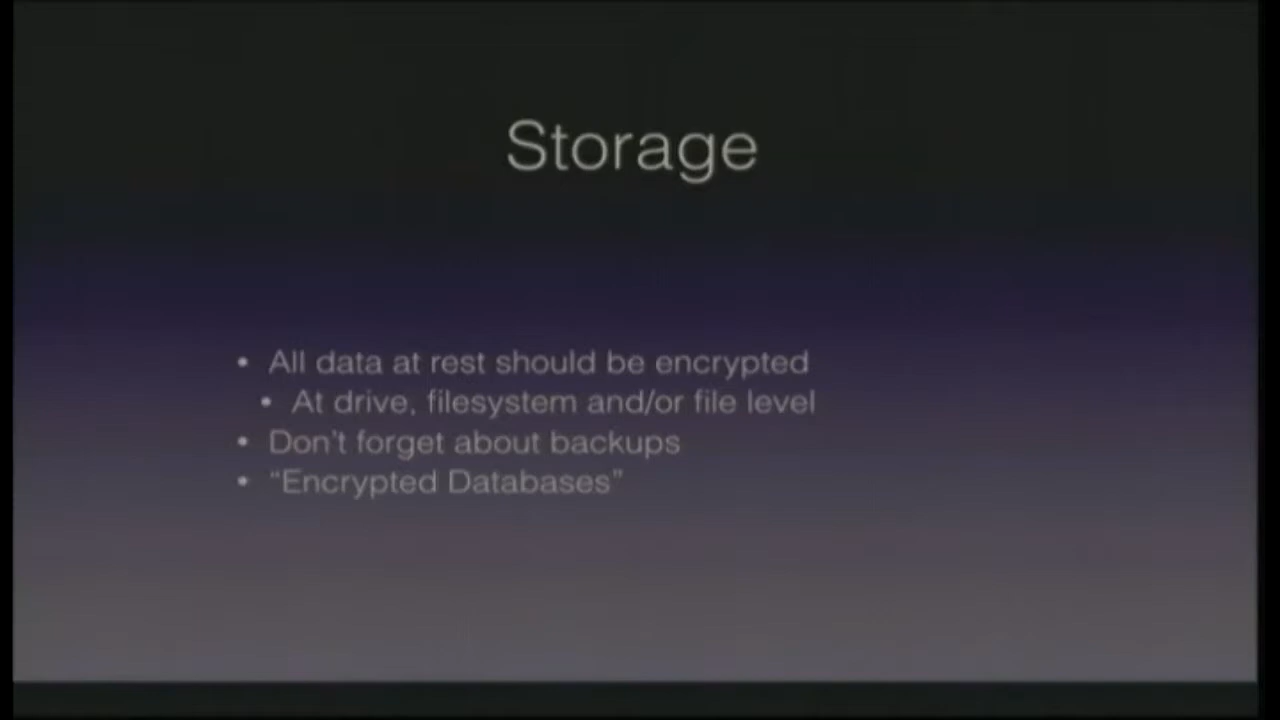 Storage
• All data at rest should be encrypted
• At drive, filesystem and/or file level
• Don't forget about backups
• “Encrypted Databases”